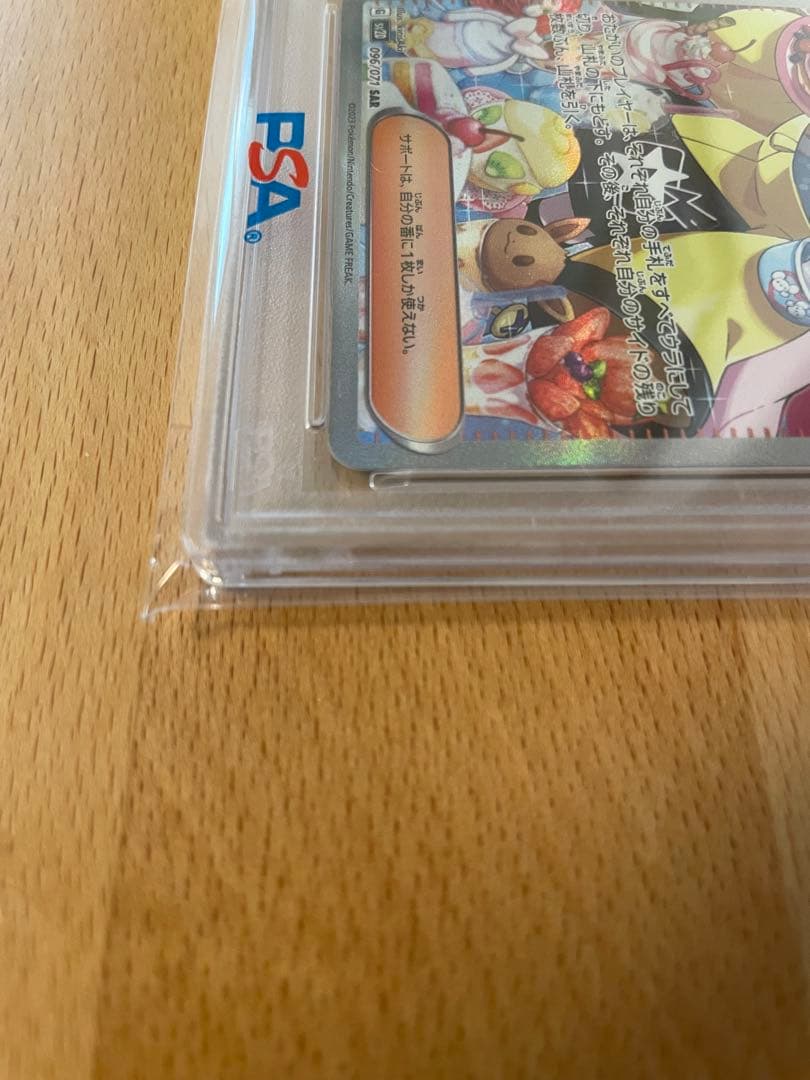 おたがいのプレイヤーは、それぞれ自分の手札をすべてウラにして
切り、山札の下にもどす。その後、それぞれ自分のサイドの残り
枚数ぶん、山札を引く。
サポートは、自分の番に1枚しか使えない。
G sv2D 096/071 SAR
©2023 Pokémon/Nintendo/Creatures/GAME FREAK.
PSA®